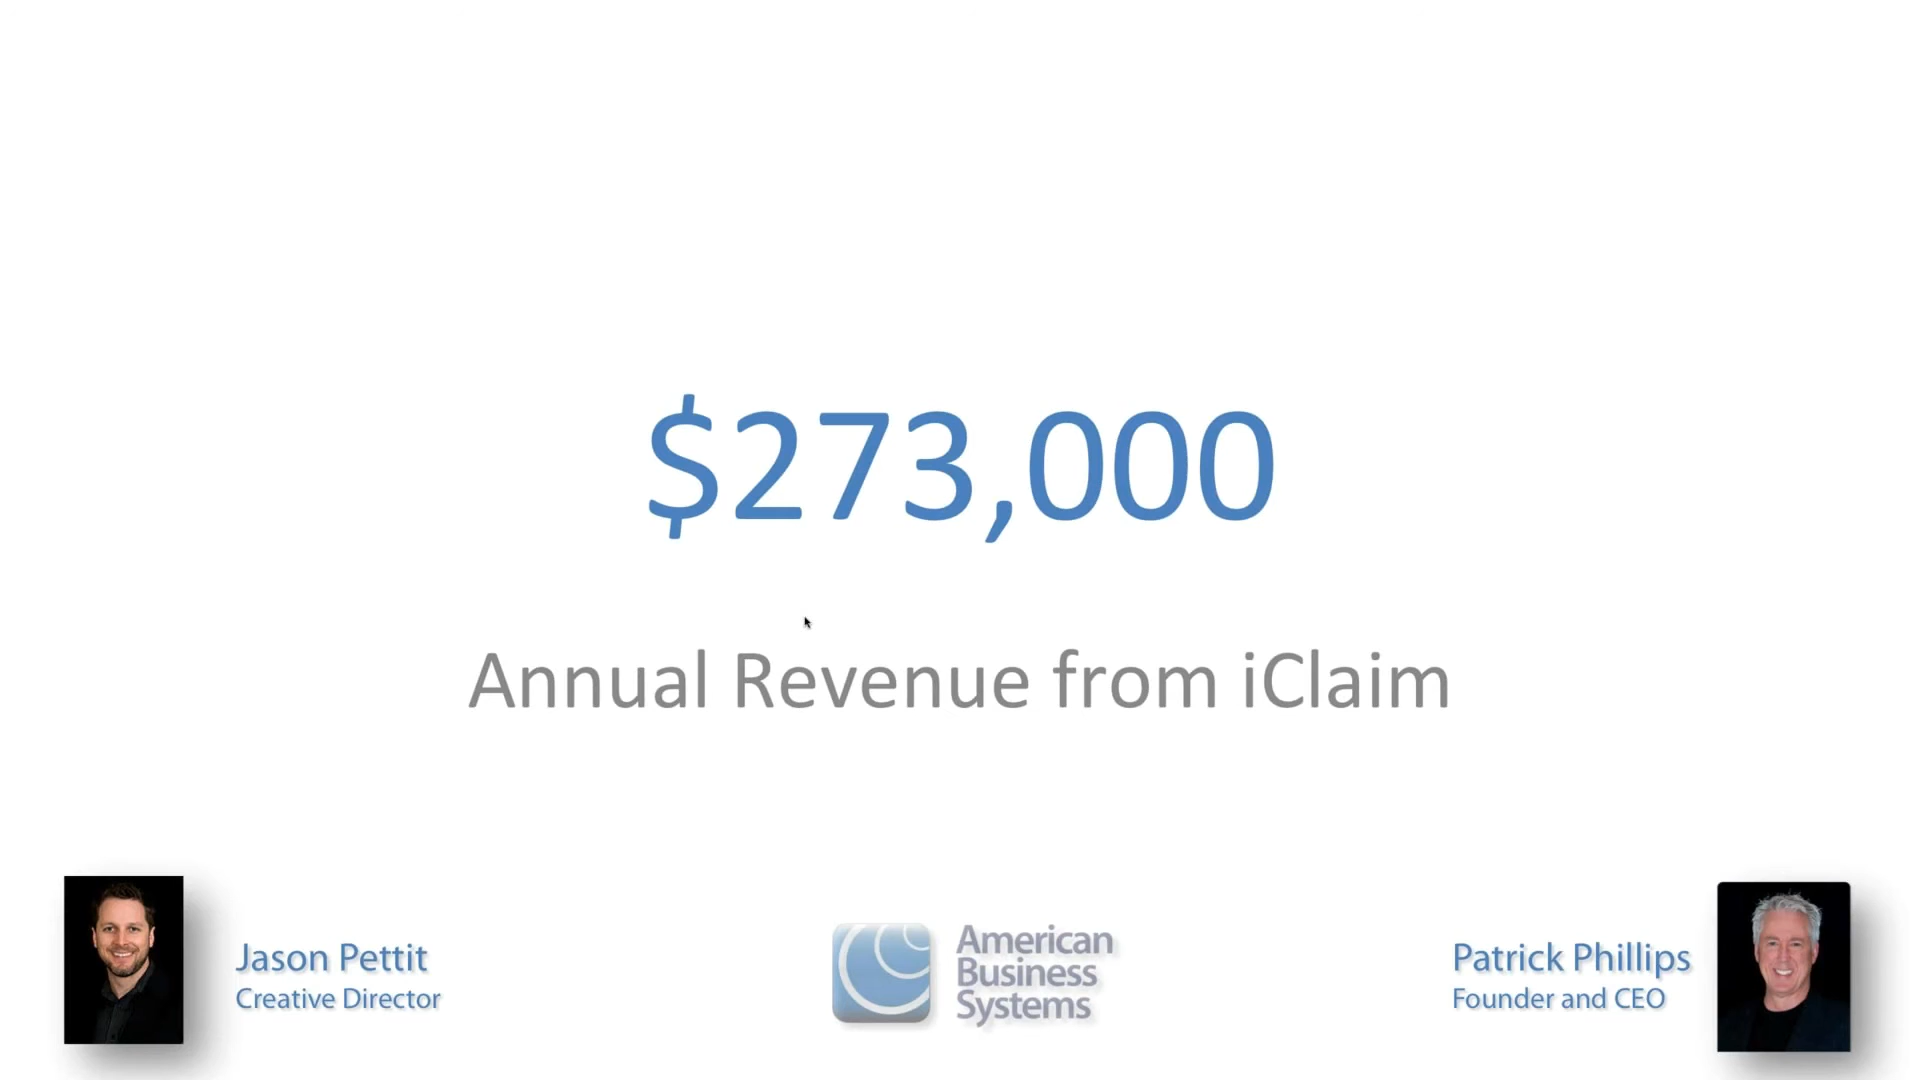 $273,000
Annual Revenue from iClaim
Jason Pettit
Creative Director
American
Business
Systems
Patrick Phillips
Founder and CEO